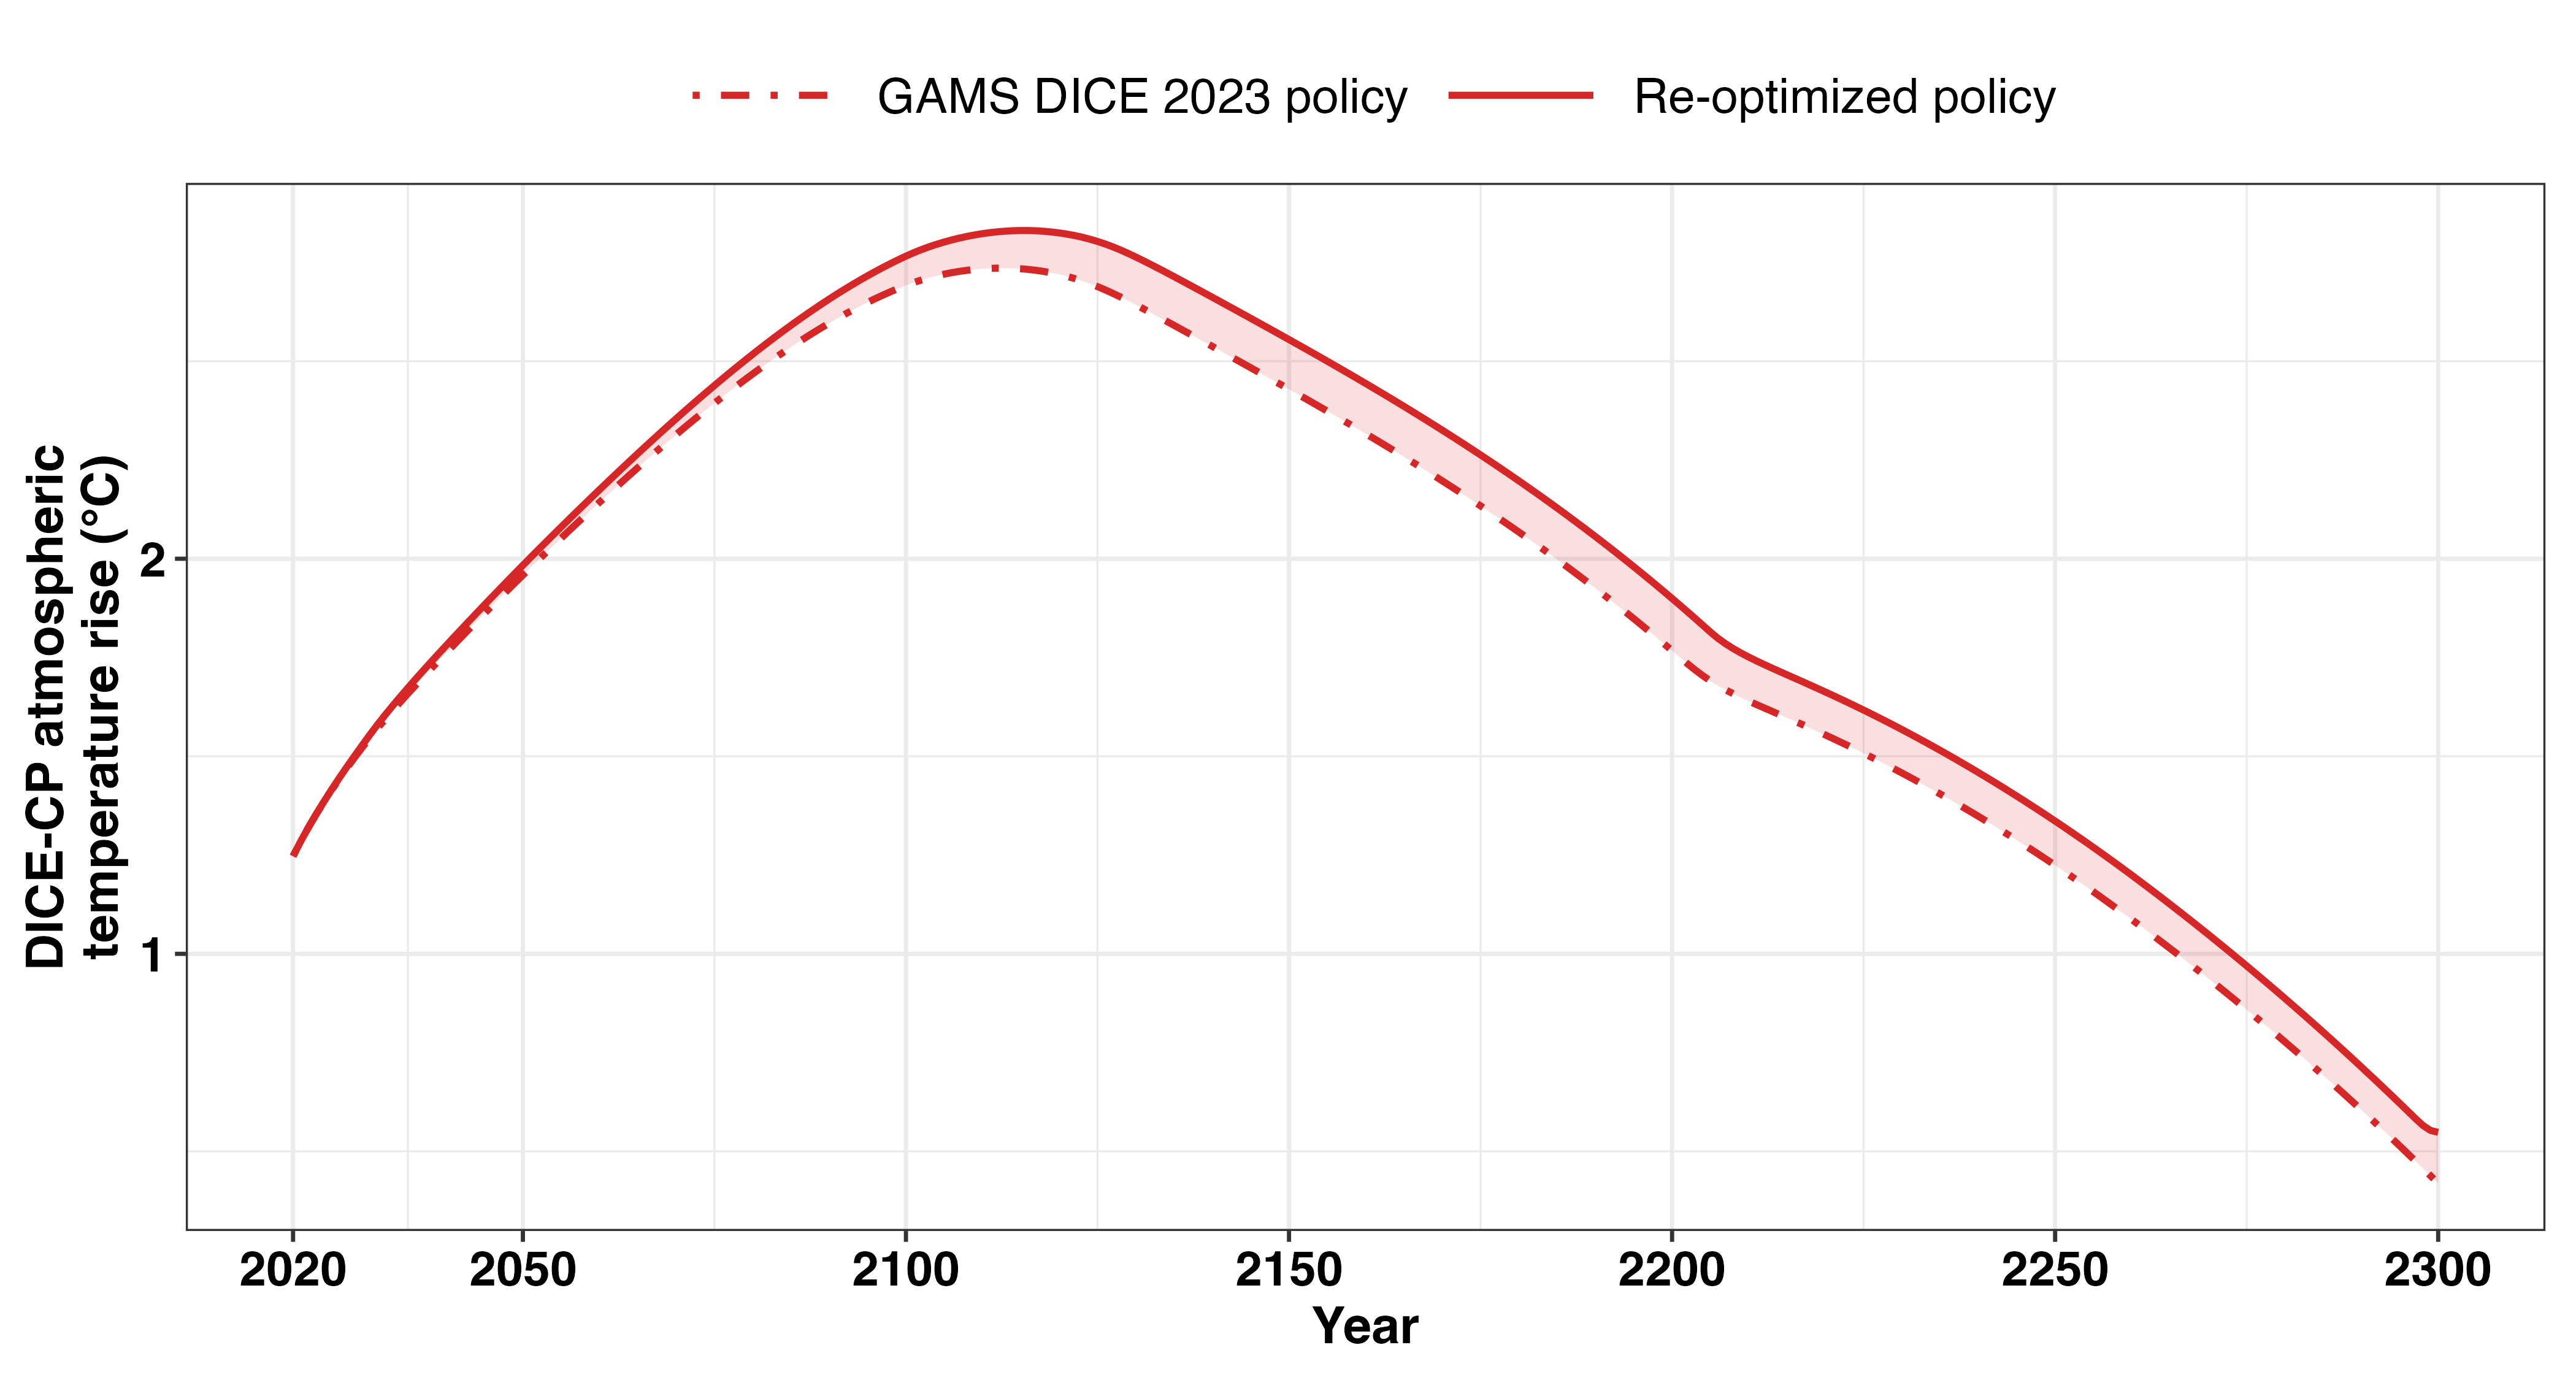 GAMS DICE 2023 policy
Re-optimized policy
DICE-CP atmospheric
temperature rise (°C)
2
1
2020 2050 2100 2150 2200 2250 2300
Year